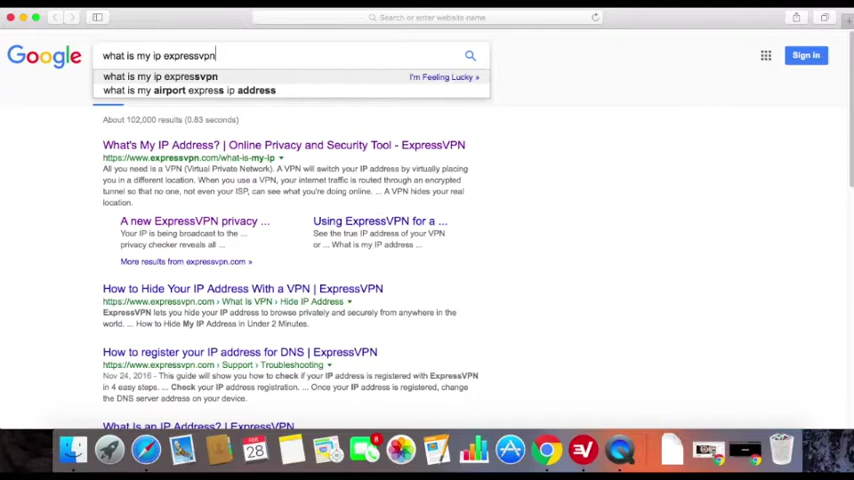 Search or enter website name
Google
what is my ip expressvpn
Sign in
what is my ip expressvpn
I'm Feeling Lucky »
what is my airport express ip address
About 102,000 results (0.83 seconds)
What's My IP Address? | Online Privacy and Security Tool - ExpressVPN
https://www.expressvpn.com/what-is-my-ip
All you need is a VPN (Virtual Private Network). A VPN will switch your IP address by virtually placing
you in a different location. When you use a VPN, your internet traffic is routed through an encrypted
tunnel so that no one, not even your ISP, can see what you're doing online. ... A VPN hides your real
location.
A new ExpressVPN privacy ...
Using ExpressVPN for a ...
Your IP is being broadcast to the ...
See the true IP address of your VPN
privacy checker reveals all ...
or ... What is my IP address ...
More results from expressvpn.com »
How to Hide Your IP Address With a VPN | ExpressVPN
https://www.expressvpn.com › What Is VPN › Hide IP Address
ExpressVPN lets you hide your IP address to browse privately and securely from anywhere in the
world. ... How to Hide My IP Address in Under 2 Minutes.
How to register your IP address for DNS | ExpressVPN
https://www.expressvpn.com › Support › Troubleshooting
Nov 24, 2016 - This guide will show you how to check if your IP address is registered with ExpressVPN
in 4 easy steps. ... Check your IP address registration. ... Once your IP address is registered, change
the DNS server address on your device.
What Is an IP Address? | ExpressVPN
FEB
28
6